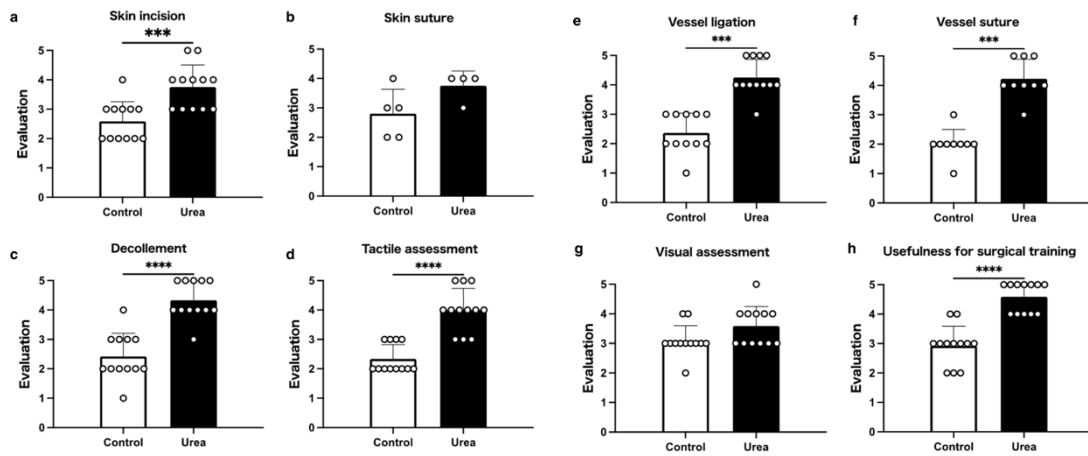 a
Skin incision
***
Evaluation
5
4
3
2
1
0
Control
Urea
b
Skin suture
Evaluation
5
4
3
2
1
0
Control
Urea
c
Decollement
****
Evaluation
5
4
3
2
1
0
Control
Urea
d
Tactile assessment
****
Evaluation
5
4
3
2
1
0
Control
Urea
e
Vessel ligation
***
Evaluation
5
4
3
2
1
0
Control
Urea
f
Vessel suture
***
Evaluation
5
4
3
2
1
0
Control
Urea
g
Visual assessment
Evaluation
5
4
3
2
1
0
Control
Urea
h
Usefulness for surgical training
****
Evaluation
5
4
3
2
1
0
Control
Urea